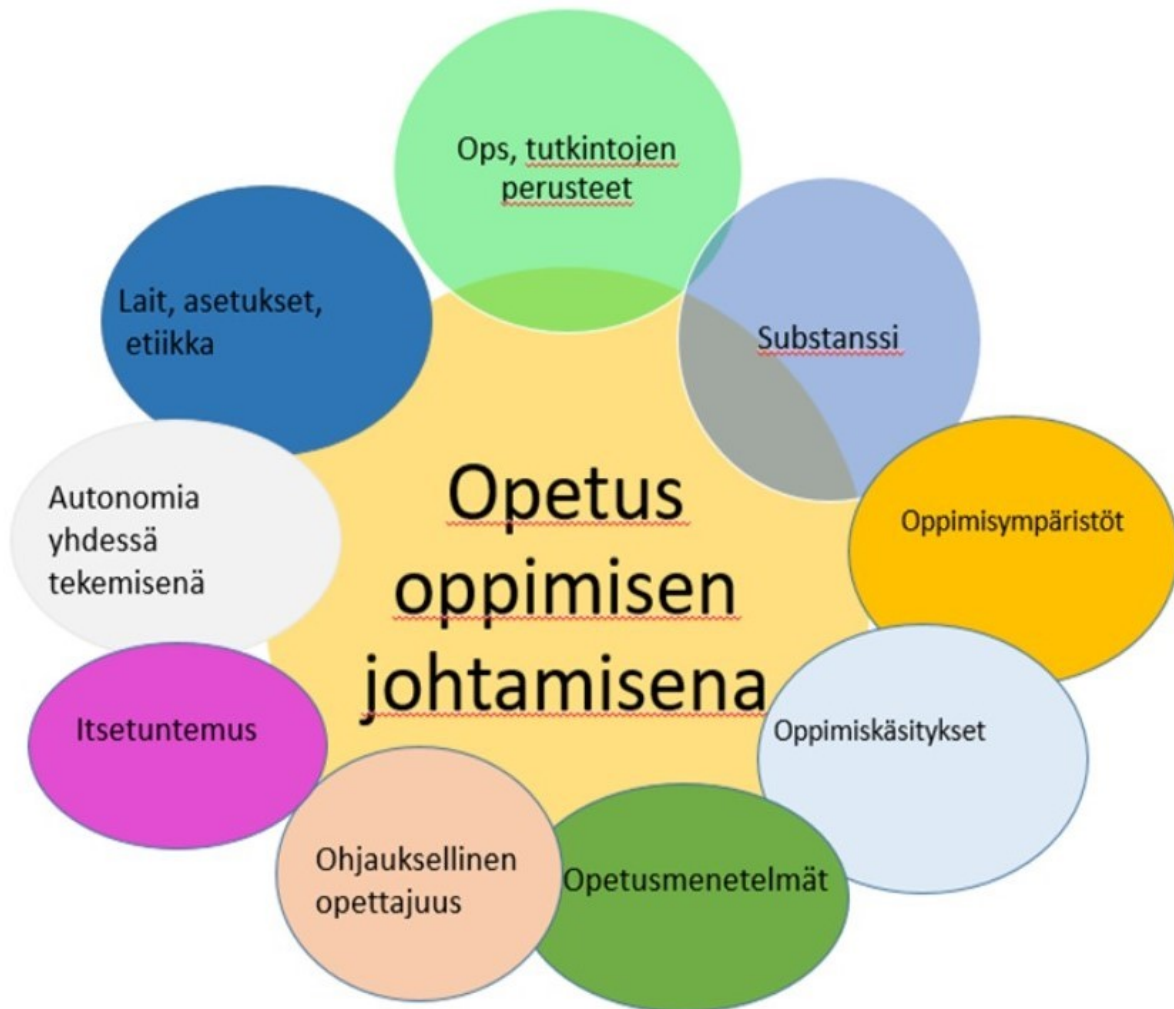 Ops, tutkintojen
perusteet
Substanssi
Oppimisympäristöt
Oppimiskäsitykset
Opetusmenetelmät
Ohjauksellinen
opettajuus
Itsetuntemus
Autonomia
yhdessä
tekemisenä
Lait, asetukset,
etiikka
Opetus
oppimisen
johtamisena